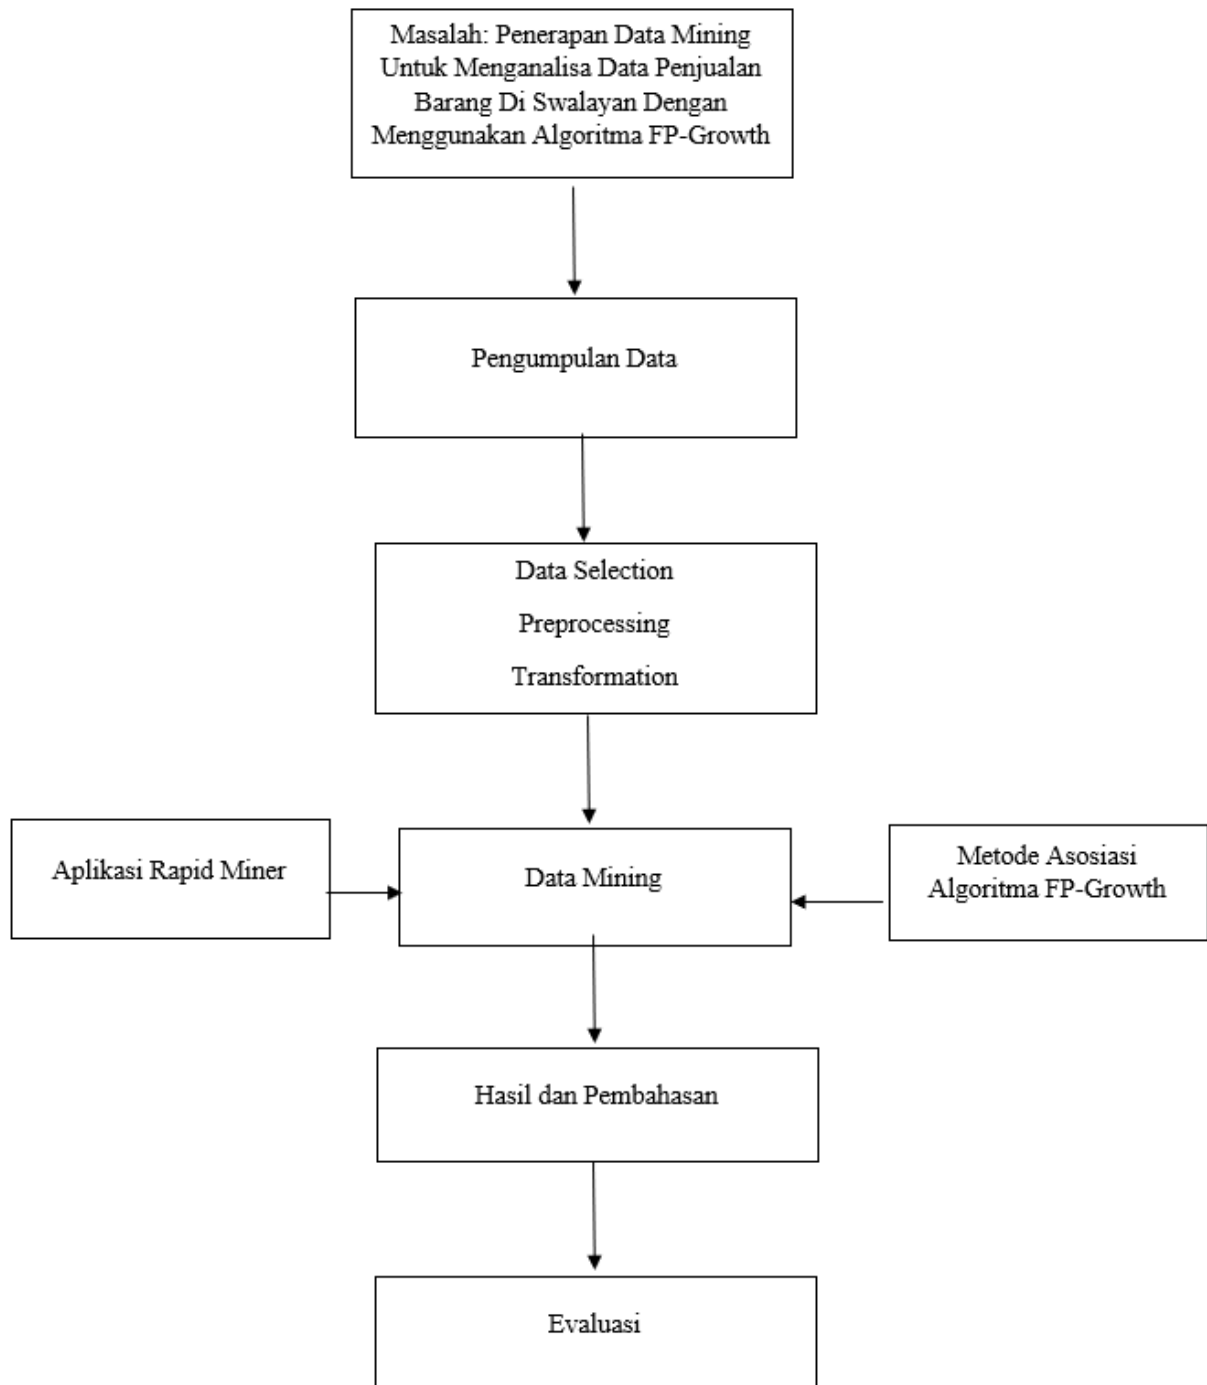 Masalah: Penerapan Data Mining
Untuk Menganalisa Data Penjualan
Barang Di Swalayan Dengan
Menggunakan Algoritma FP-Growth
Pengumpulan Data
Data Selection
Preprocessing
Transformation
Aplikasi Rapid Miner
Data Mining
Metode Asosiasi
Algoritma FP-Growth
Hasil dan Pembahasan
Evaluasi